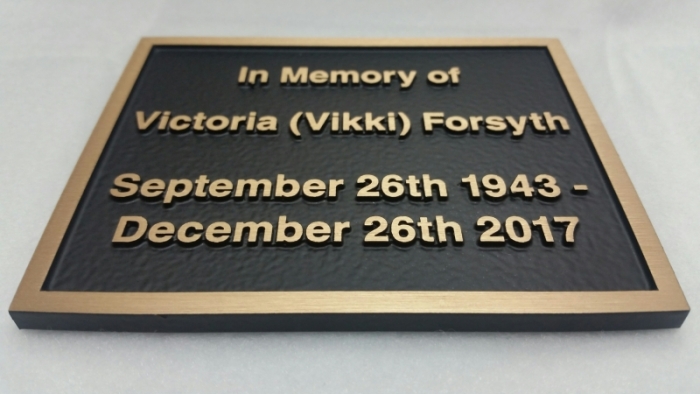 In Memory of
Victoria (Vikki) Forsyth
September 26th 1943 -
December 26th 2017